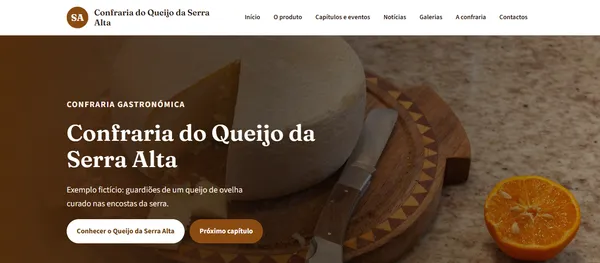 SA
Confraria do Queijo da Serra
Alta
Início
O produto
Capítulos e eventos
Notícias
Galerias
A confraria
Contactos
CONFRARIA GASTRONÓMICA
Confraria do Queijo da
Serra Alta
Exemplo fictício: guardiões de um queijo de ovelha
curado nas encostas da serra.
Conhecer o Queijo da Serra Alta
Próximo capítulo